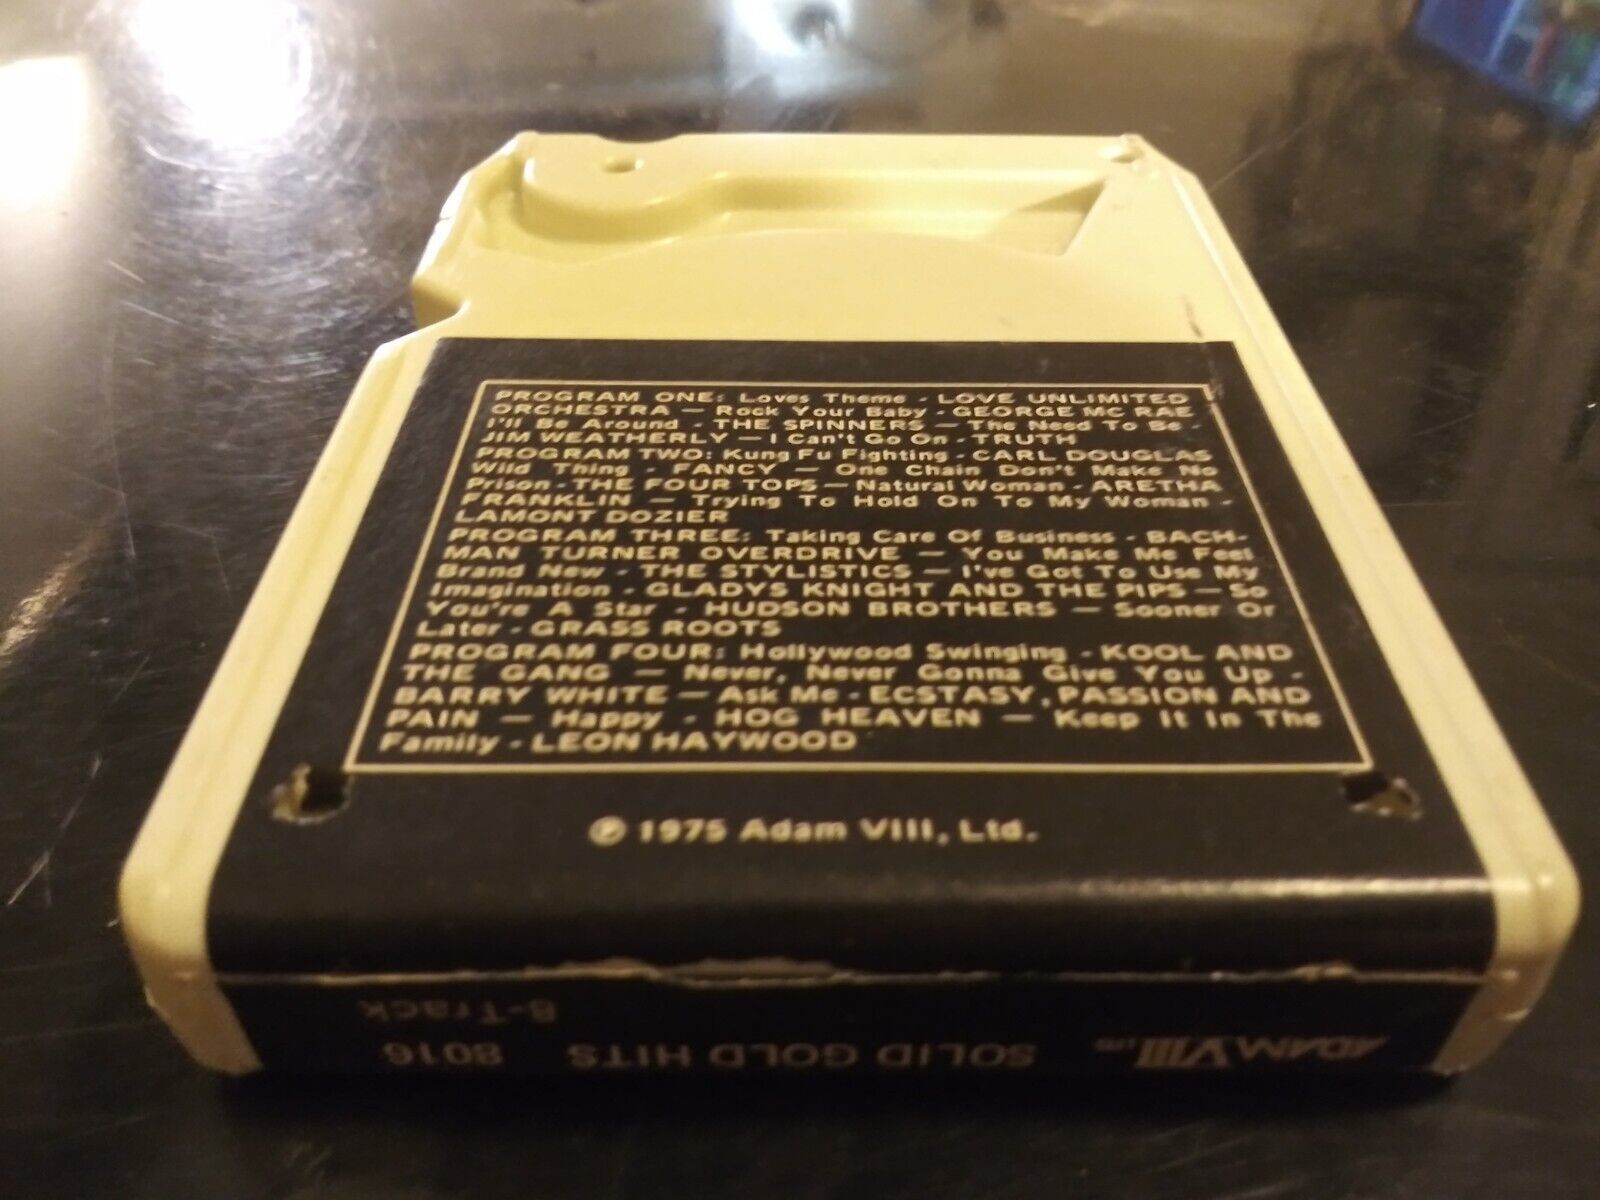 PROGRAM ONE: Loves Theme - LOVE UNLIMITED
ORCHESTRA — Rock Your Baby - GEORGE MC RAE
I'll Be Around - THE SPINNERS — The Need To Be -
JIM WEATHERLY — I Can't Go On - TRUTH
PROGRAM TWO: Kung Fu Fighting - CARL DOUGLAS
Wild Thing - FANCY — One Chain Don't Make No
Prison - THE FOUR TOPS — Natural Woman - ARETHA
FRANKLIN — Trying To Hold On To My Woman -
LAMONT DOZIER
PROGRAM THREE: Taking Care Of Business - BACH-
MAN TURNER OVERDRIVE — You Make Me Feel
Brand New - THE STYLISTICS — I've Got To Use My
Imagination - GLADYS KNIGHT AND THE PIPS — So
You're A Star - HUDSON BROTHERS — Sooner Or
Later - GRASS ROOTS
PROGRAM FOUR: Hollywood Swinging - KOOL AND
THE GANG — Never, Never Gonna Give You Up -
BARRY WHITE — Ask Me - ECSTASY, PASSION AND
PAIN — Happy - HOG HEAVEN — Keep It In The
Family - LEON HAYWOOD
℗ 1975 Adam VIII, Ltd.
ADAM VIII LTD SOLID GOLD HITS 8016
8-Track